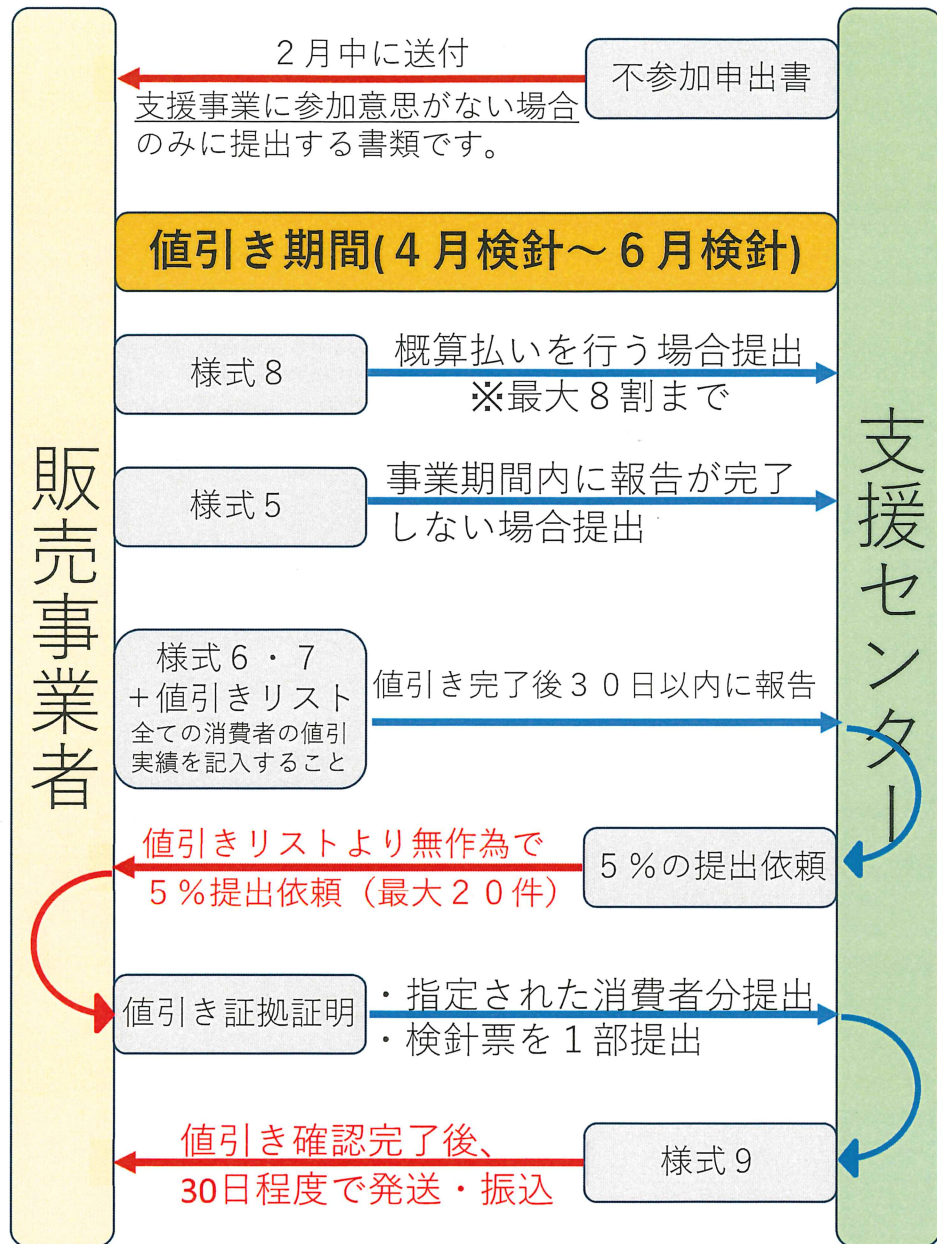 販売事業者
支援センター
2月中に送付
不参加申出書
支援事業に参加意思がない場合
のみに提出する書類です。
値引き期間(4月検針～6月検針)
様式8
概算払いを行う場合提出
※最大8割まで
様式5
事業期間内に報告が完了
しない場合提出
様式6・7
+値引きリスト
全ての消費者の値引
実績を記入すること
値引き完了後30日以内に報告
値引きリストより無作為で
5%提出依頼（最大20件）
5%の提出依頼
値引き証拠証明
・指定された消費者分提出
・検針票を1部提出
値引き確認完了後、
30日程度で発送・振込
様式9